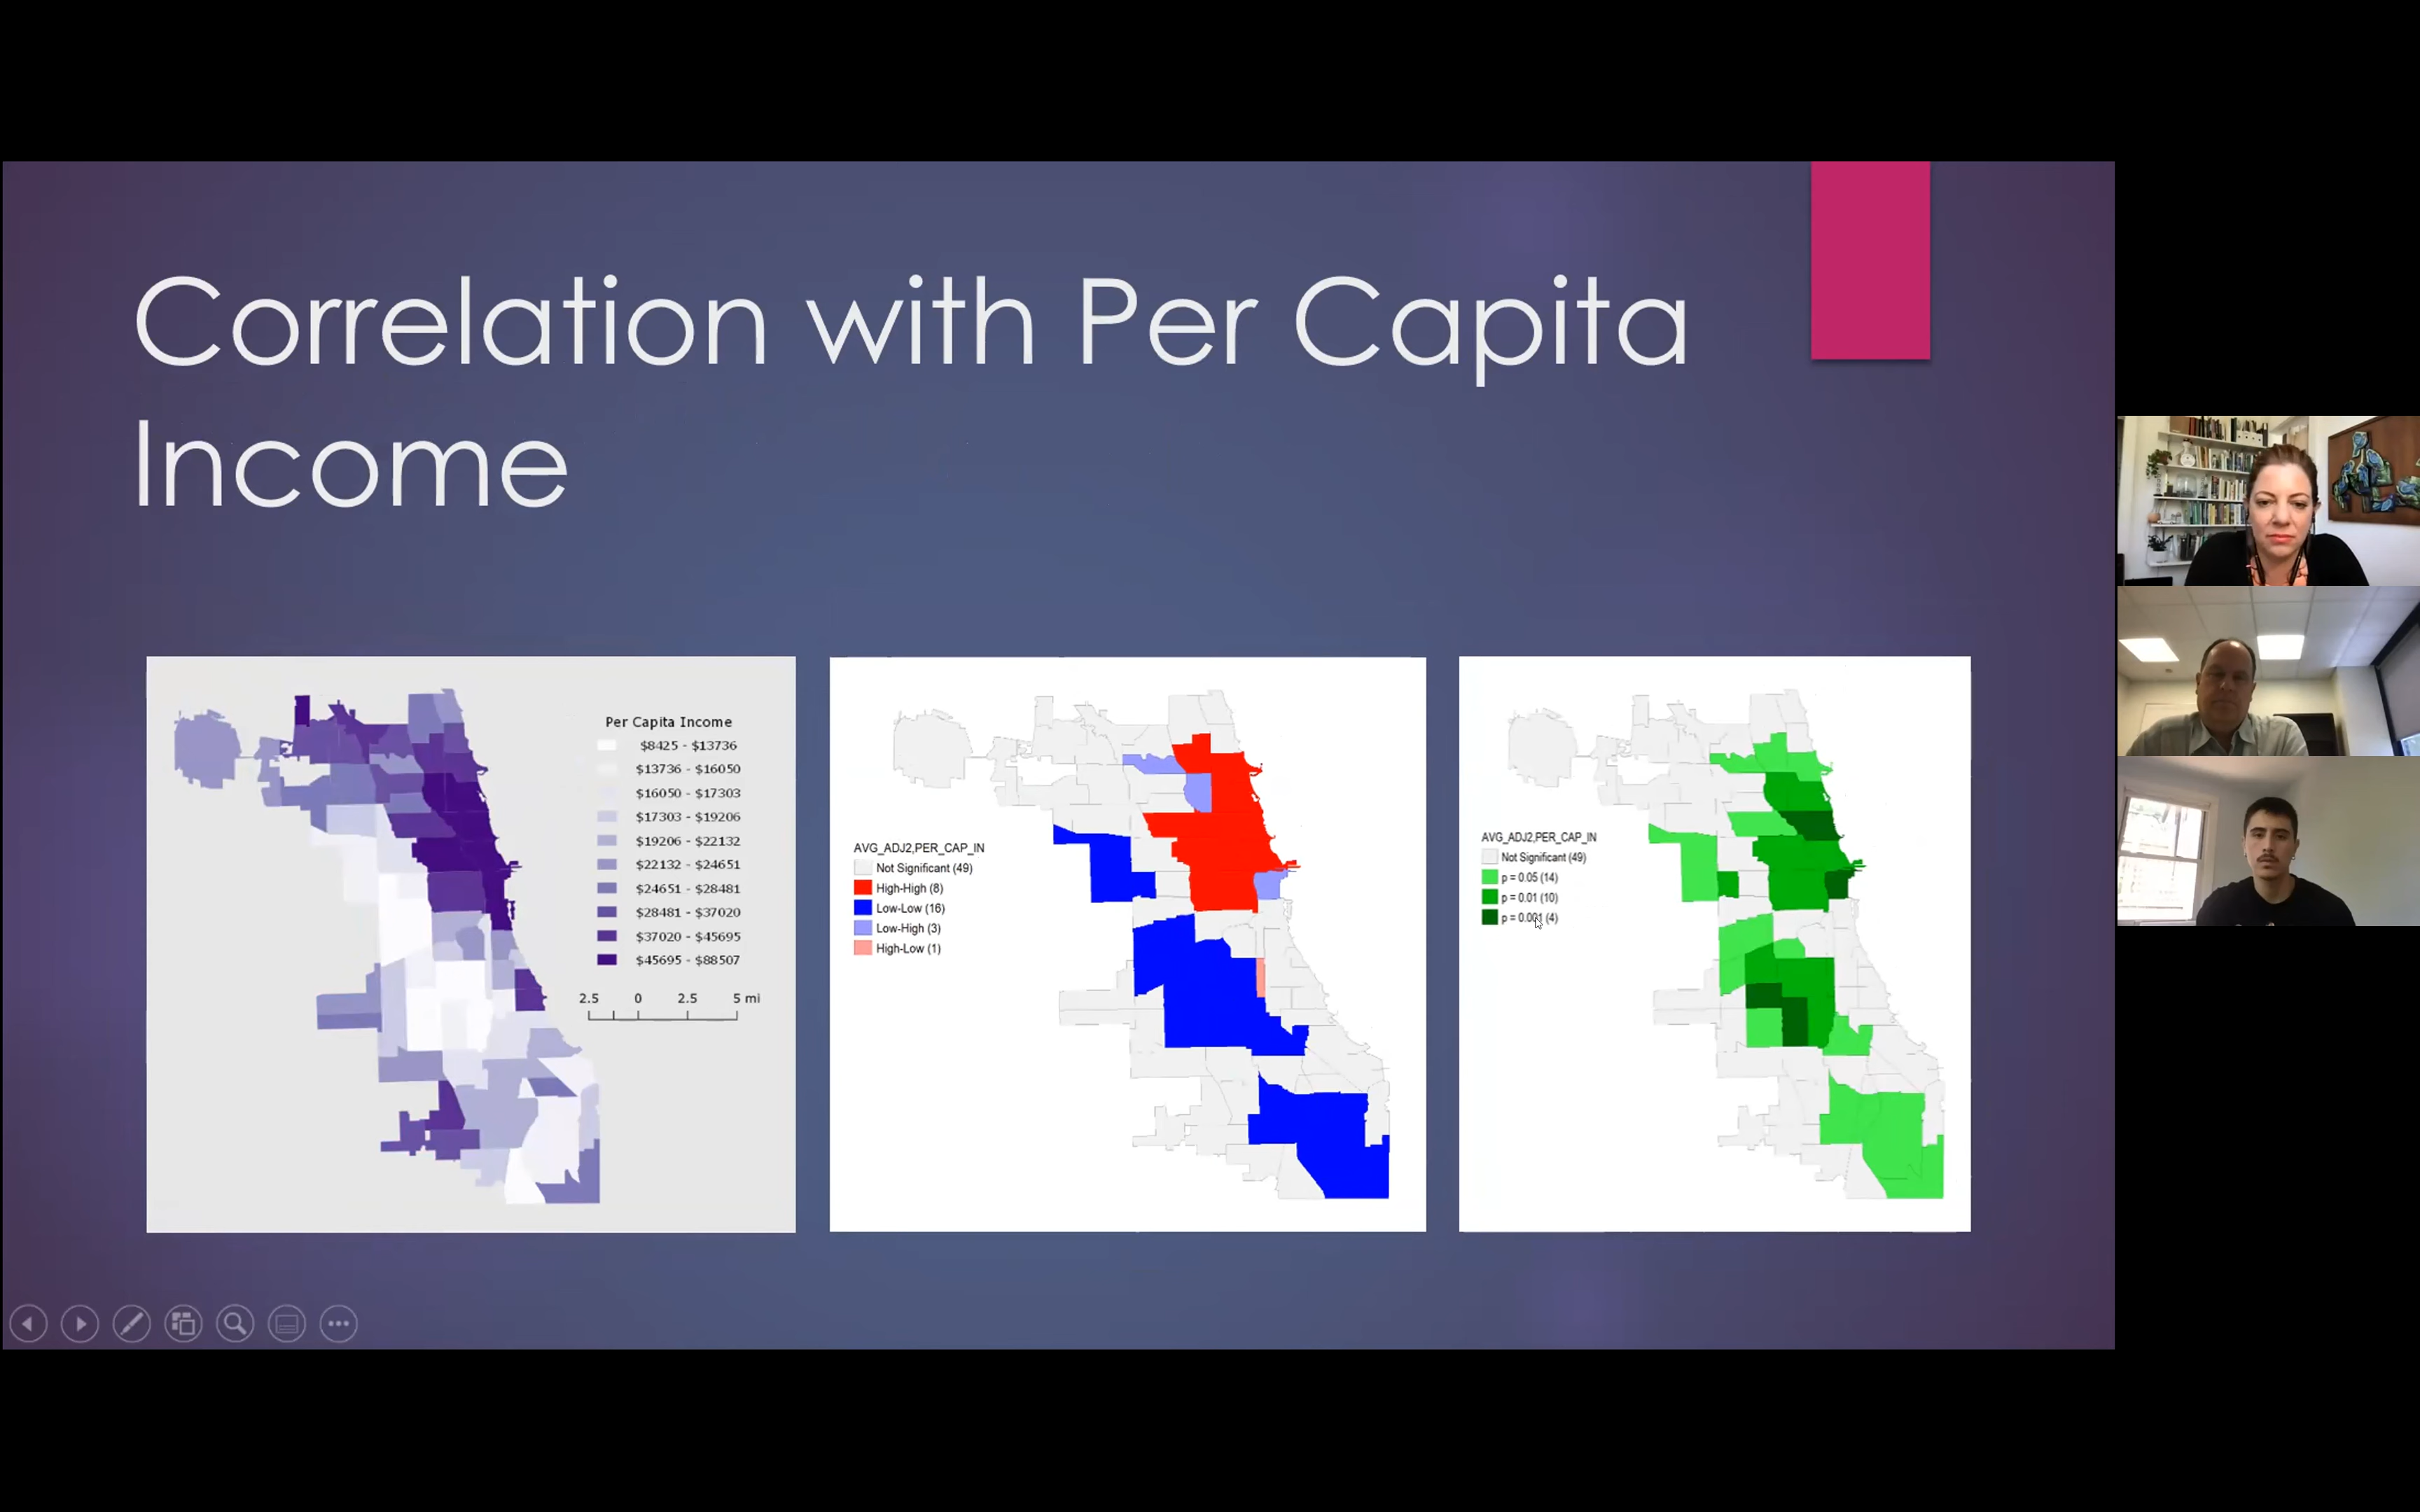 Correlation with Per Capita
Income
Per Capita Income
$8425 - $13736
$13736 - $16050
$16050 - $17303
$17303 - $19206
$19206 - $22132
$22132 - $24651
$24651 - $28481
$28481 - $37020
$37020 - $45695
$45695 - $88507
2.5 0 2.5 5 mi
AVG_ADJ2,PER_CAP_IN
Not Significant (49)
High-High (8)
Low-Low (16)
Low-High (3)
High-Low (1)
AVG_ADJ2,PER_CAP_IN
Not Significant (49)
p = 0.05 (14)
p = 0.01 (10)
p = 0.001 (4)